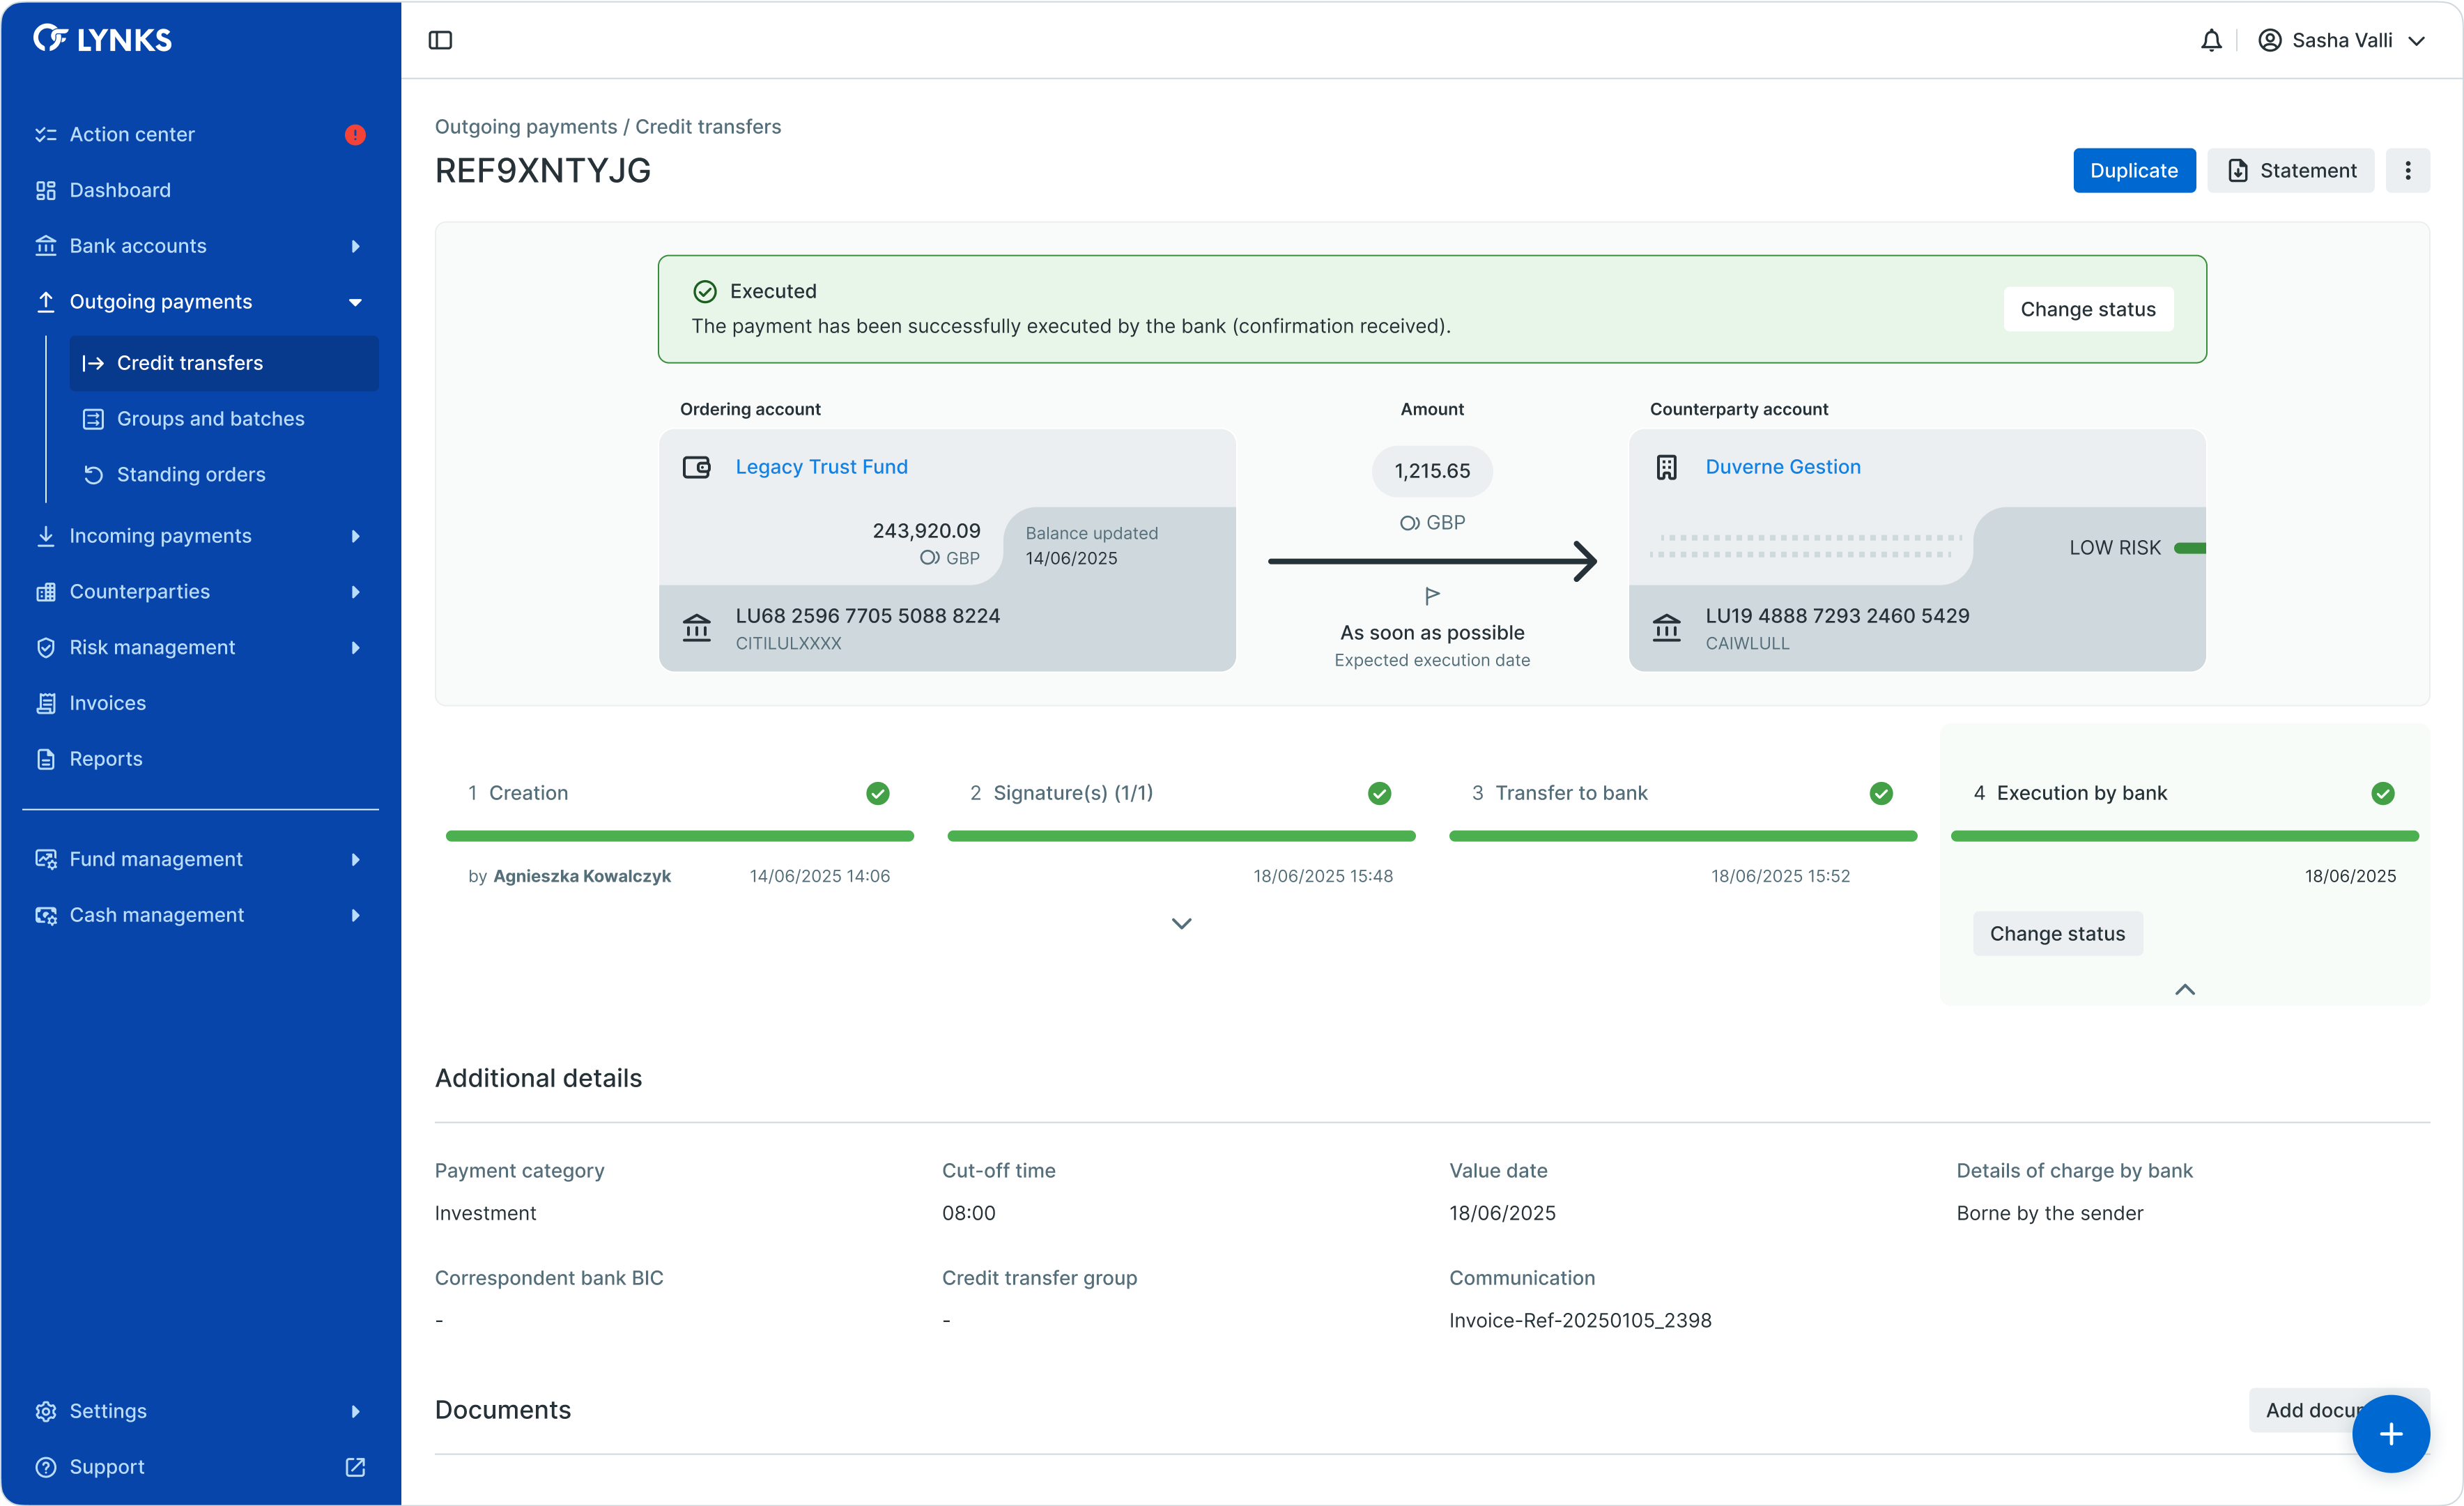 LYNKS
Sasha Valli
Action center
Dashboard
Bank accounts
Outgoing payments
Credit transfers
Groups and batches
Standing orders
Incoming payments
Counterparties
Risk management
Invoices
Reports
Fund management
Cash management
Settings
Support
Outgoing payments / Credit transfers
REF9XNTYJG
Duplicate
Statement
Executed
The payment has been successfully executed by the bank (confirmation received).
Change status
Ordering account
Legacy Trust Fund
243,920.09
GBP
Balance updated
14/06/2025
LU68 2596 7705 5088 8224
CITILULXXXX
Amount
1,215.65
GBP
As soon as possible
Expected execution date
Counterparty account
Duverne Gestion
LOW RISK
LU19 4888 7293 2460 5429
CAIWLULL
1 Creation
by Agnieszka Kowalczyk 14/06/2025 14:06
2 Signature(s) (1/1)
18/06/2025 15:48
3 Transfer to bank
18/06/2025 15:52
4 Execution by bank
18/06/2025
Change status
Additional details
Payment category
Investment
Cut-off time
08:00
Value date
18/06/2025
Details of charge by bank
Borne by the sender
Correspondent bank BIC
-
Credit transfer group
-
Communication
Invoice-Ref-20250105_2398
Documents
Add